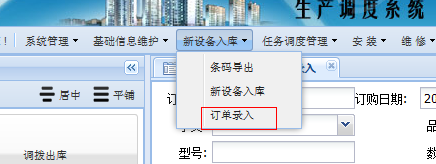 生产调度系统
! 系统管理 基础信息维护 新设备入库 任务调度管理 安装 维修
条码导出
新设备入库
订单录入
录入
居中 平铺
订购日期: 20
型号:
调拨出库